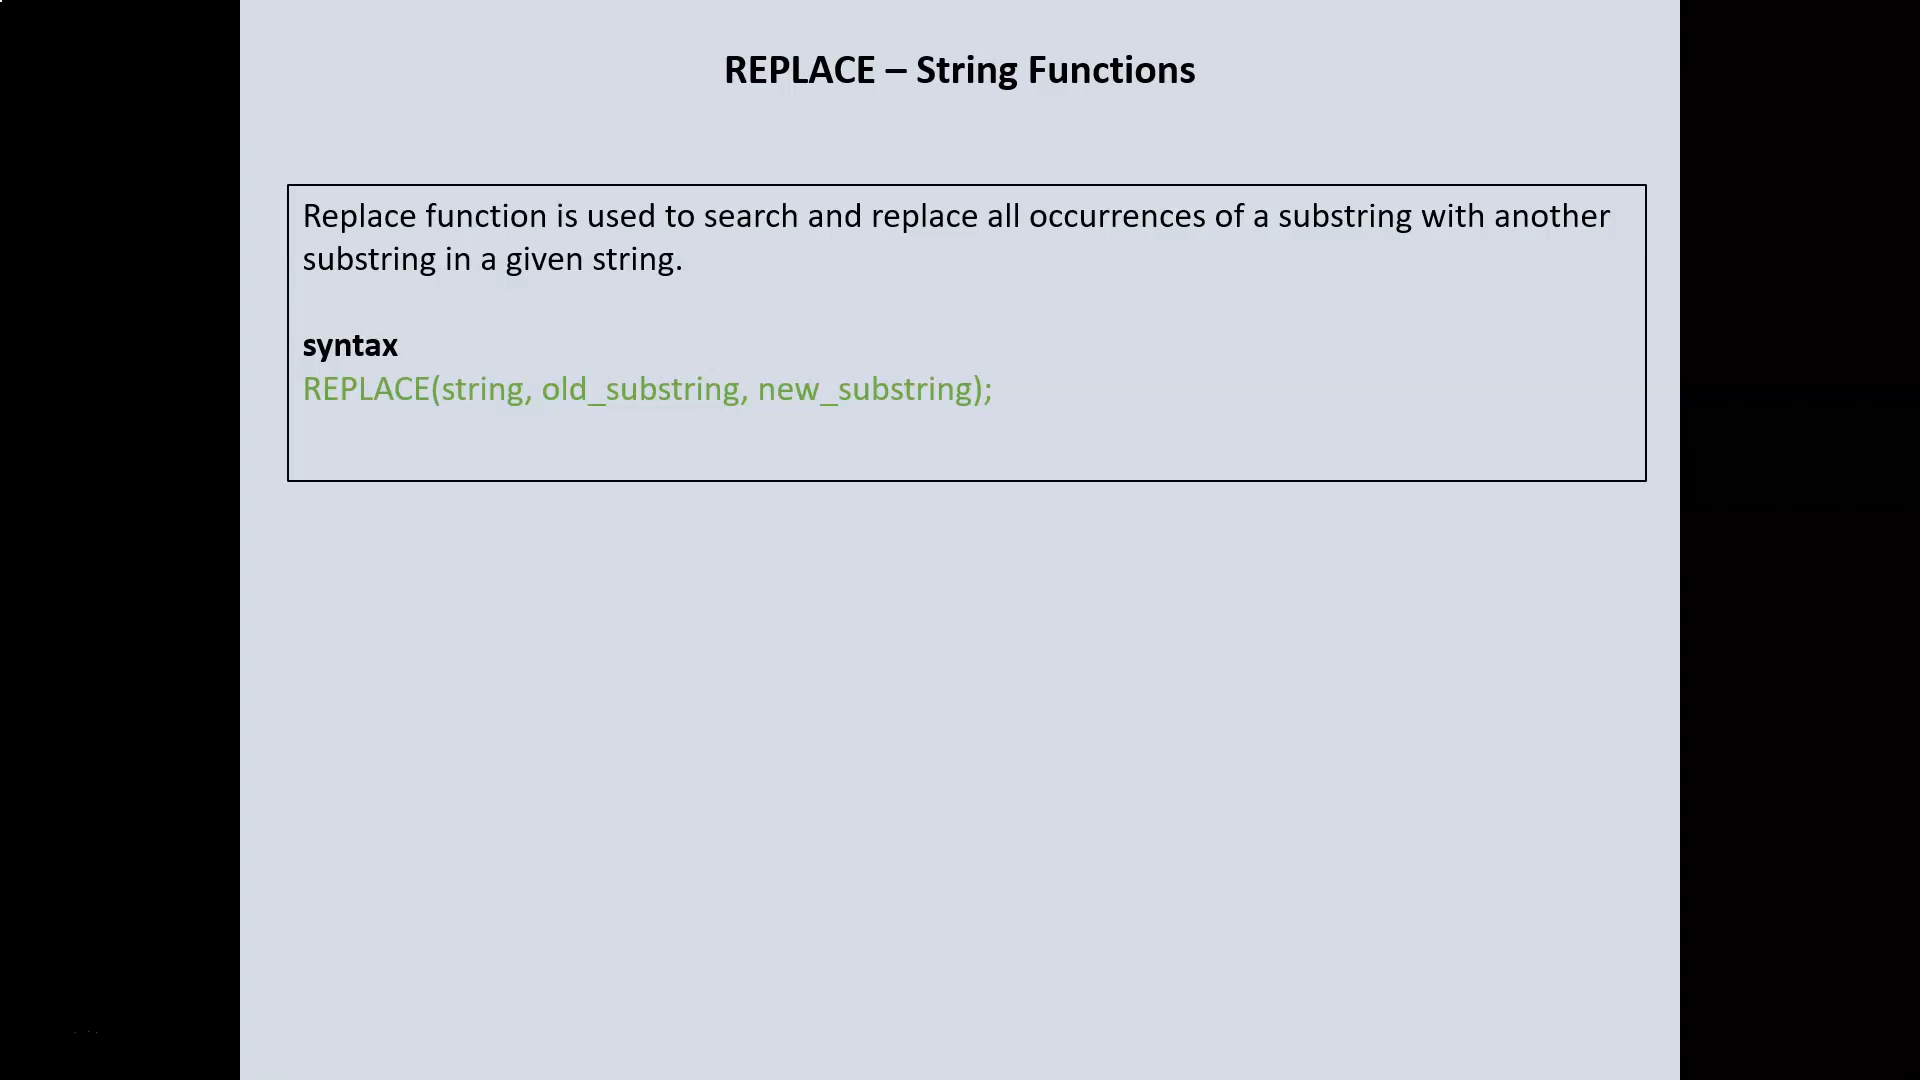 REPLACE – String Functions
Replace function is used to search and replace all occurrences of a substring with another
substring in a given string.
syntax
REPLACE(string, old_substring, new_substring);